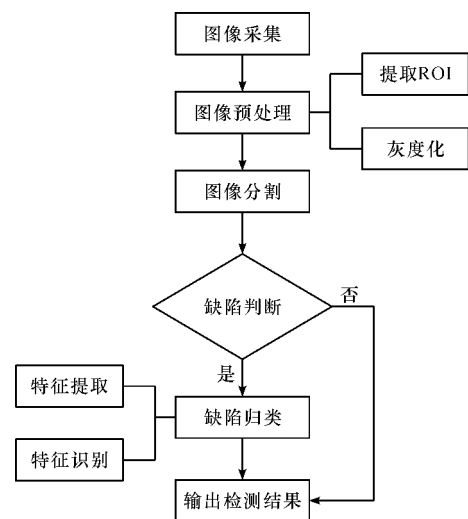 图像采集
图像预处理
提取ROI
灰度化
图像分割
缺陷判断
否
是
特征提取
缺陷归类
特征识别
输出检测结果